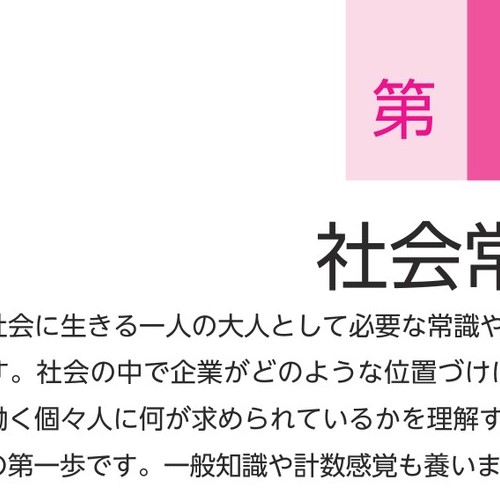 第
社会常
社会に生きる一人の大人として必要な常識や
す。社会の中で企業がどのような位置づけに
働く個々人に何が求められているかを理解す
の第一歩です。一般知識や計数感覚も養いま